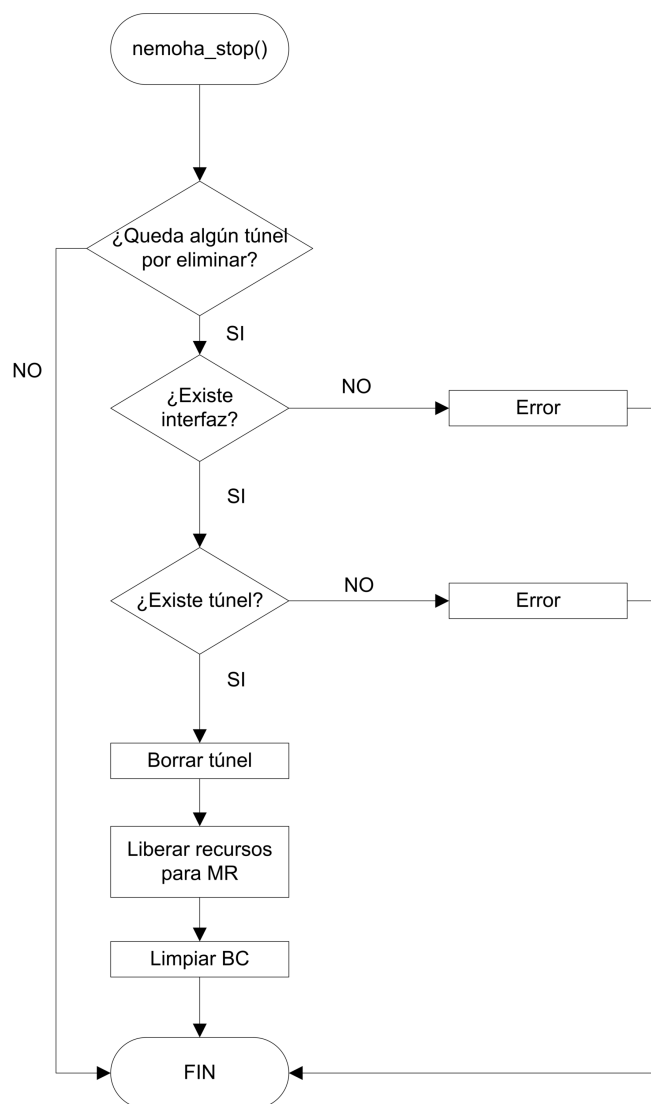 nemoha_stop()
¿Queda algún túnel
por eliminar?
SI
NO
¿Existe
interfaz?
NO
Error
SI
¿Existe túnel?
NO
Error
SI
Borrar túnel
Liberar recursos
para MR
Limpiar BC
FIN